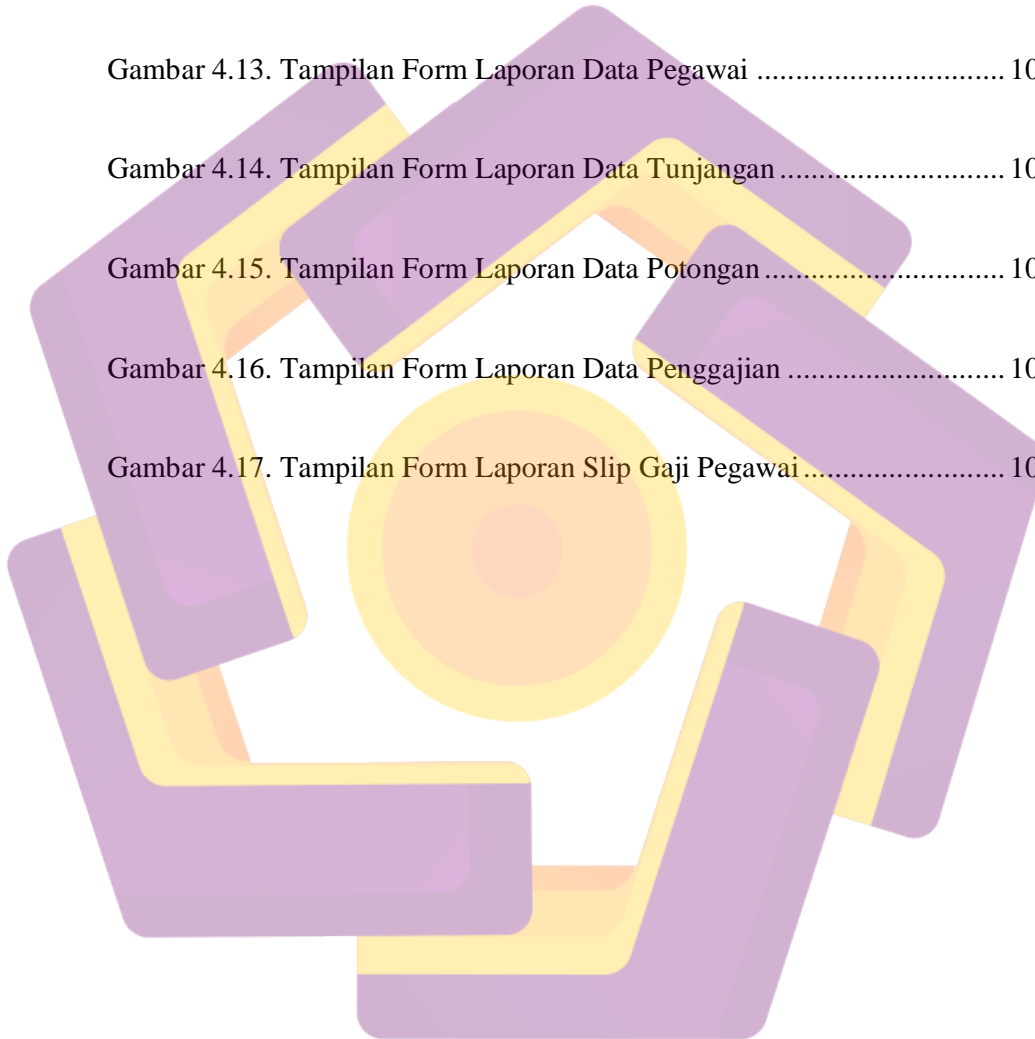 Gambar 4.13. Tampilan Form Laporan Data Pegawai ............................... 10
Gambar 4.14. Tampilan Form Laporan Data Tunjangan ............................ 10
Gambar 4.15. Tampilan Form Laporan Data Potongan .............................. 10
Gambar 4.16. Tampilan Form Laporan Data Penggajian ........................... 10
Gambar 4.17. Tampilan Form Laporan Slip Gaji Pegawai ......................... 10